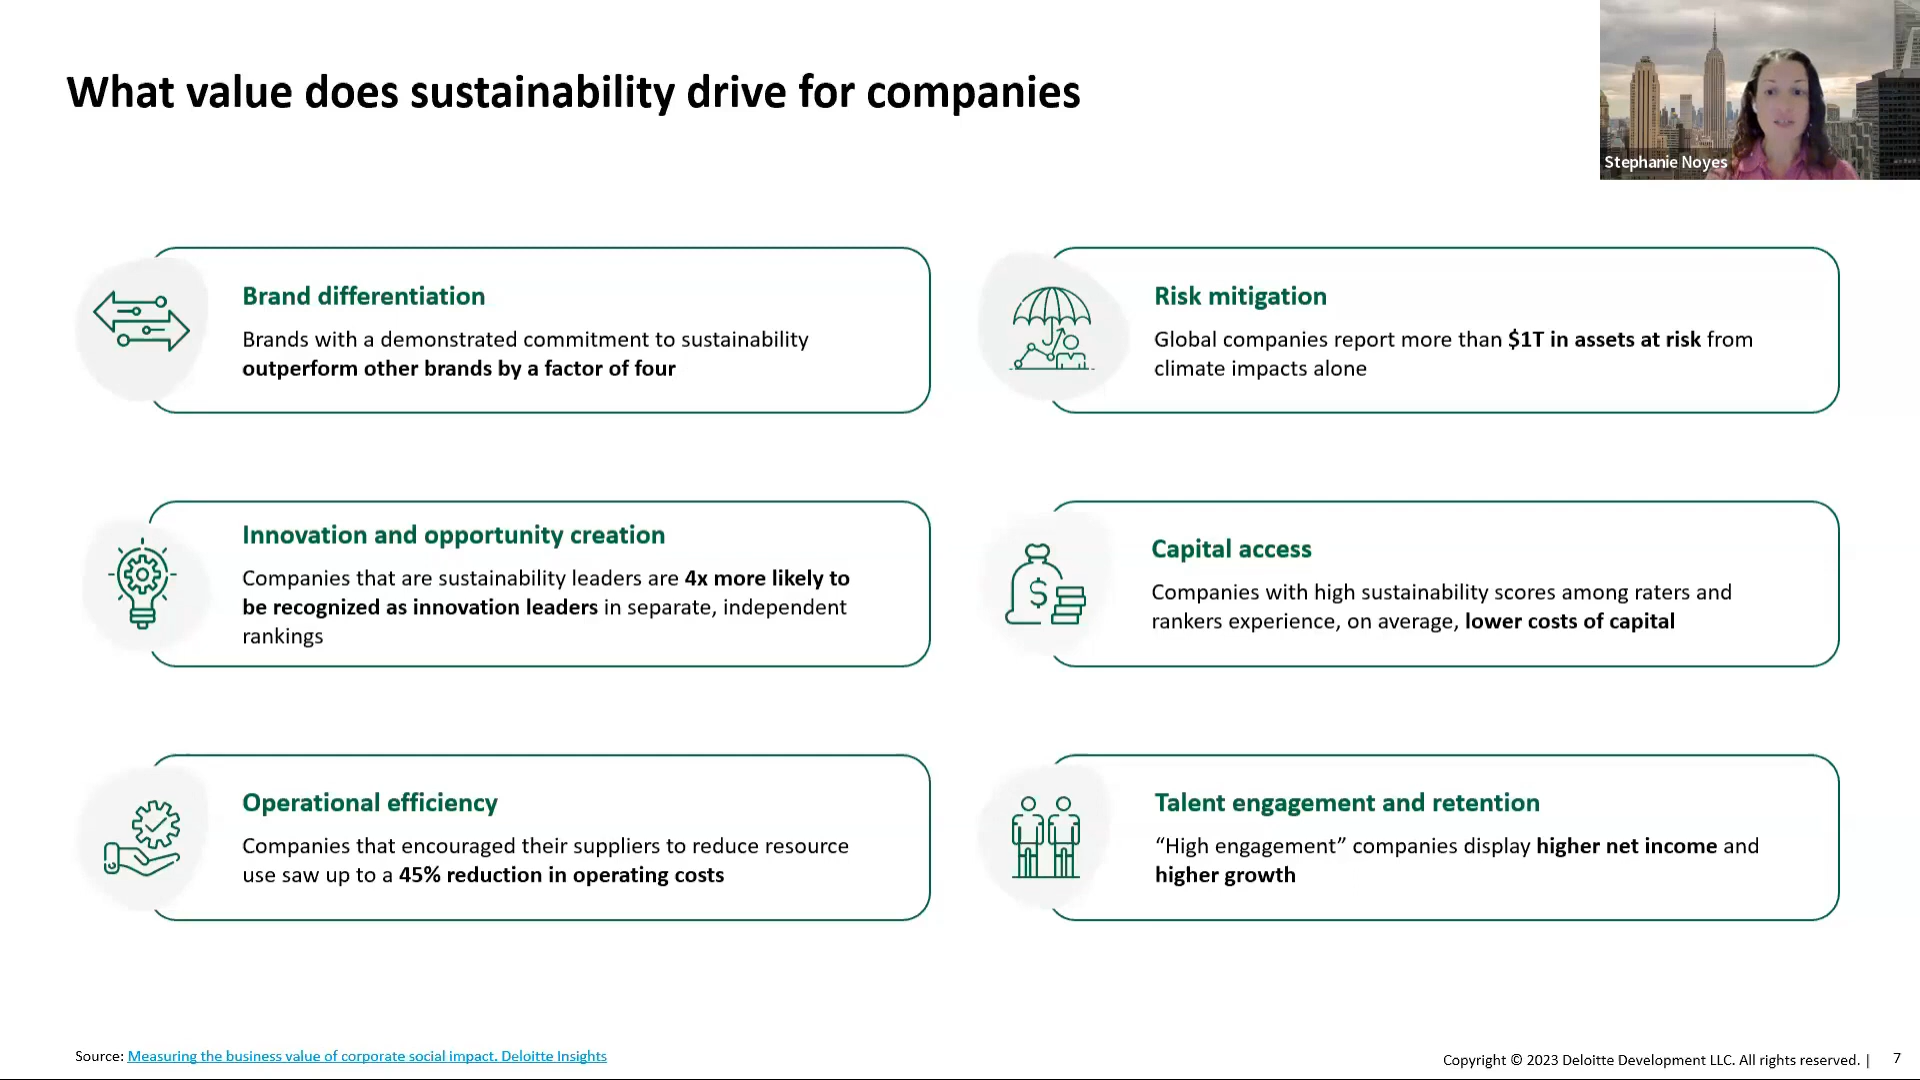 What value does sustainability drive for companies
Stephanie Noyes
Brand differentiation
Brands with a demonstrated commitment to sustainability
outperform other brands by a factor of four
Risk mitigation
Global companies report more than $1T in assets at risk from
climate impacts alone
Innovation and opportunity creation
Companies that are sustainability leaders are 4x more likely to
be recognized as innovation leaders in separate, independent
rankings
Capital access
Companies with high sustainability scores among raters and
rankers experience, on average, lower costs of capital
$
Operational efficiency
Companies that encouraged their suppliers to reduce resource
use saw up to a 45% reduction in operating costs
Talent engagement and retention
“High engagement” companies display higher net income and
higher growth
Source: Measuring the business value of corporate social impact. Deloitte Insights
Copyright © 2023 Deloitte Development LLC. All rights reserved. | 7